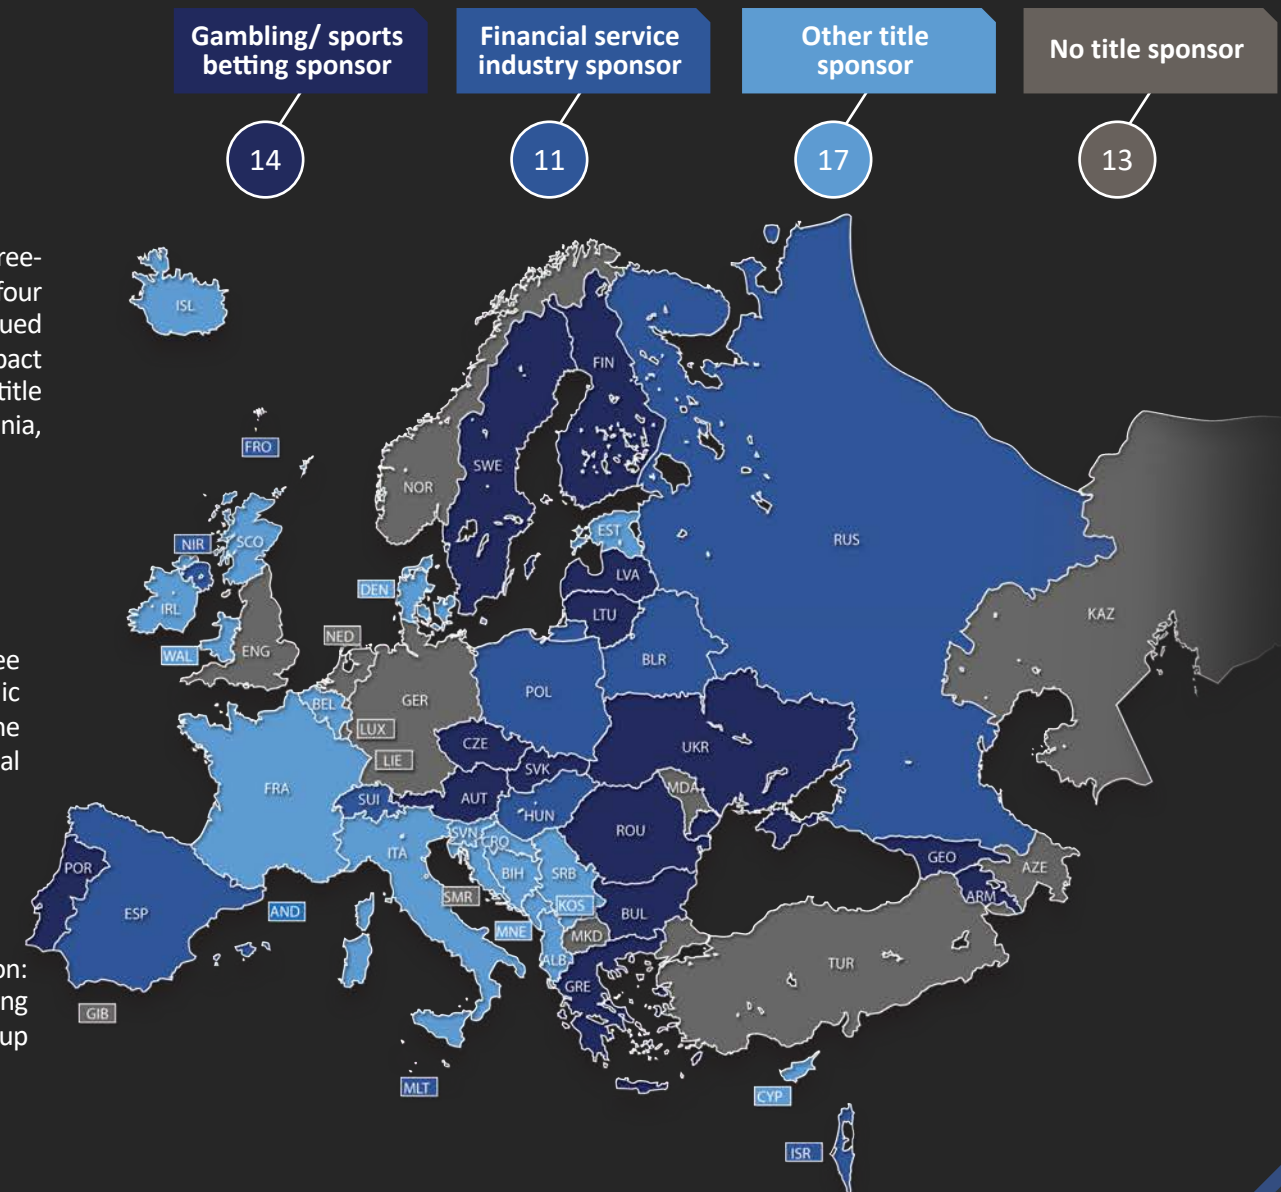 Gambling/ sports
betting sponsor
Financial service
industry sponsor
Other title
sponsor
No title sponsor
14
11
17
13
ree-
four
ued
pact
title
nia,
ee
ic
ne
al
on:
ng
up
ISL
FRO
FIN
SWE
NOR
NIR
SCO
EST
RUS
DEN
LVA
IRL
LTU
KAZ
NED
WAL
ENG
BLR
POL
GER
BEL
LUX
CZE
UKR
LIE
SVK
FRA
MDA
SUI
AUT
HUN
ROU
SVN
CRO
ITA
GEO
POR
BIH
SRB
AZE
SMR
ARM
AND
ESP
KOS
BUL
MNE
MKD
ALB
TUR
GRE
GIB
MLT
CYP
ISR